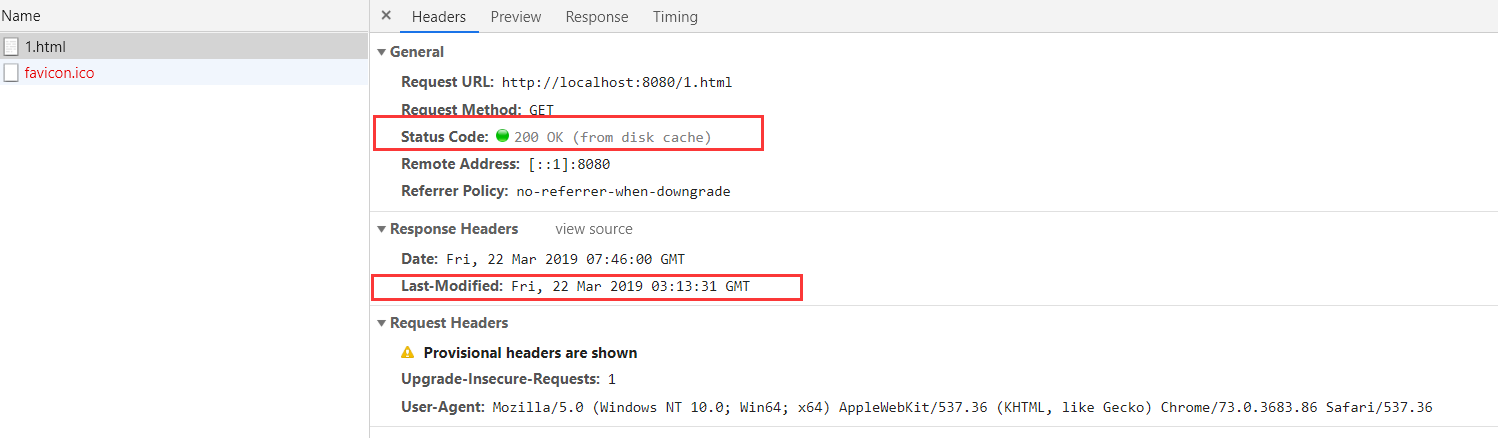 Name
1.html
favicon.ico
× Headers Preview Response Timing
▼ General
Request URL: http://localhost:8080/1.html
Request Method: GET
Status Code: 200 OK (from disk cache)
Remote Address: [::1]:8080
Referrer Policy: no-referrer-when-downgrade
▼ Response Headers view source
Date: Fri, 22 Mar 2019 07:46:00 GMT
Last-Modified: Fri, 22 Mar 2019 03:13:31 GMT
▼ Request Headers
Provisional headers are shown
Upgrade-Insecure-Requests: 1
User-Agent: Mozilla/5.0 (Windows NT 10.0; Win64; x64) AppleWebKit/537.36 (KHTML, like Gecko) Chrome/73.0.3683.86 Safari/537.36